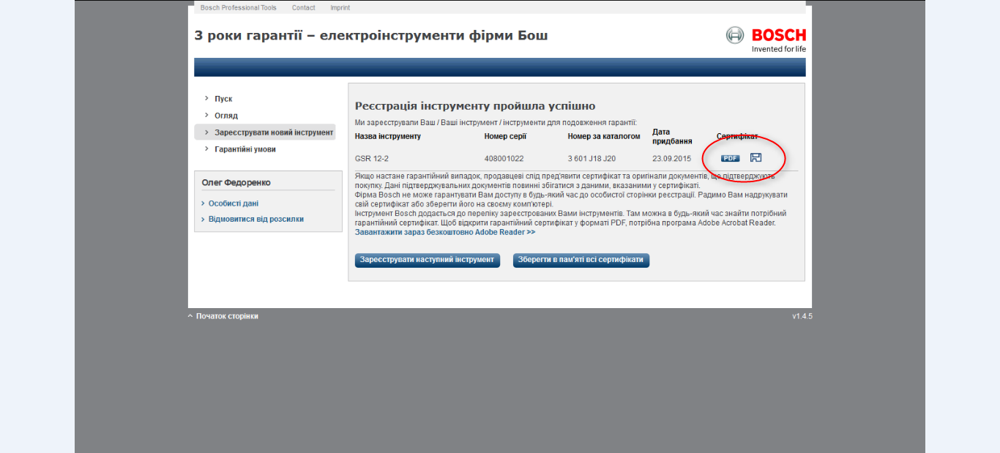 Bosch Professional Tools Contact Imprint
3 роки гарантії – електроінструменти фірми Бош
BOSCH
Invented for life
Пуск
Огляд
Зареєструвати новий інструмент
Гарантійні умови
Олег Федоренко
Особисті дані
Відмовитися від розсилки
Реєстрація інструменту пройшла успішно
Ми зареєстрували Ваш / Ваші інструмент / інструменти для подовження гарантії:
Назва інструменту Номер серії Номер за каталогом Дата придбання Сертифікат
GSR 12-2 408001022 3 601 J18 J20 23.09.2015 PDF
Якщо настане гарантійний випадок, продавцеві слід пред'явити сертифікат та оригінали документів, що підтверджують
покупку. Дані підтверджувальних документів повинні збігатися з даними, вказаними у сертифікаті.
Фірма Bosch не може гарантувати Вам доступу в будь-який час до особистої сторінки реєстрації. Радимо Вам надрукувати
свій сертифікат або зберегти його на своєму комп'ютері.
Інструмент Bosch додається до переліку зареєстрованих Вами інструментів. Там можна в будь-який час знайти потрібний
гарантійний сертифікат. Щоб відкрити гарантійний сертифікат у форматі PDF, потрібна програма Adobe Acrobat Reader.
Завантажити зараз безкоштовно Adobe Reader >>
Зареєструвати наступний інструмент Зберегти в пам'яті всі сертифікати
Початок сторінки v1.4.5